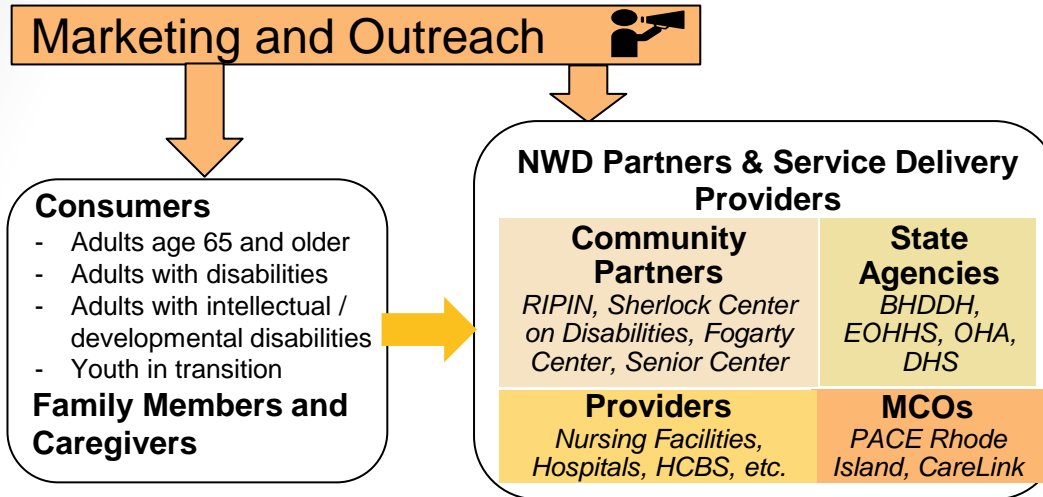 Marketing and Outreach
Consumers
- Adults age 65 and older
- Adults with disabilities
- Adults with intellectual /
developmental disabilities
- Youth in transition
Family Members and
Caregivers
NWD Partners & Service Delivery
Providers
Community
Partners
RIPIN, Sherlock Center
on Disabilities, Fogarty
Center, Senior Center
State
Agencies
BHDDH,
EOHHS, OHA,
DHS
Providers
Nursing Facilities,
Hospitals, HCBS, etc.
MCOs
PACE Rhode
Island, CareLink